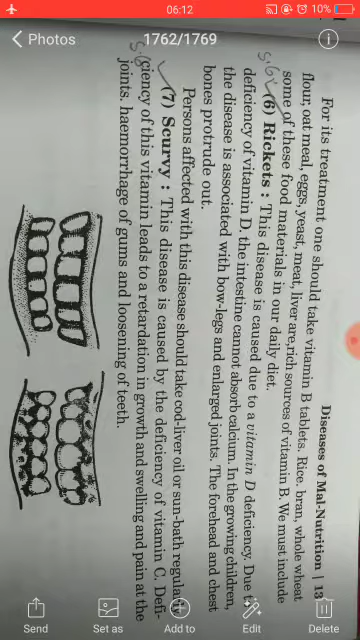 06:12
10%
Photos
1762/1769
Diseases of Mal-Nutrition | 13
For its treatment one should take vitamin B tablets. Rice, bran, whole wheat
flour, oat meal, eggs, yeast, meat, liver are,rich sources of vitamin B. We must include
some of these food materials in our daily diet.
(6) Rickets : This disease is caused due to a vitamin D deficiency. Due t
deficiency of vitamin D, the intestine cannot absorb calcium. In the growing children,
the disease is associated with bow-legs and enlarged joints. The forehead and chest
bones protrude out.
Persons affected with this disease should take cod-liver oil or sun-bath regular
(7) Scurvy : This disease is caused by the deficiency of vitamin C. Defi-
ciency of this vitamin leads to a retardation in growth and swelling and pain at the
joints. haemorrhage of gums and loosening of teeth.
Send
Set as
Add to
Edit
Delete